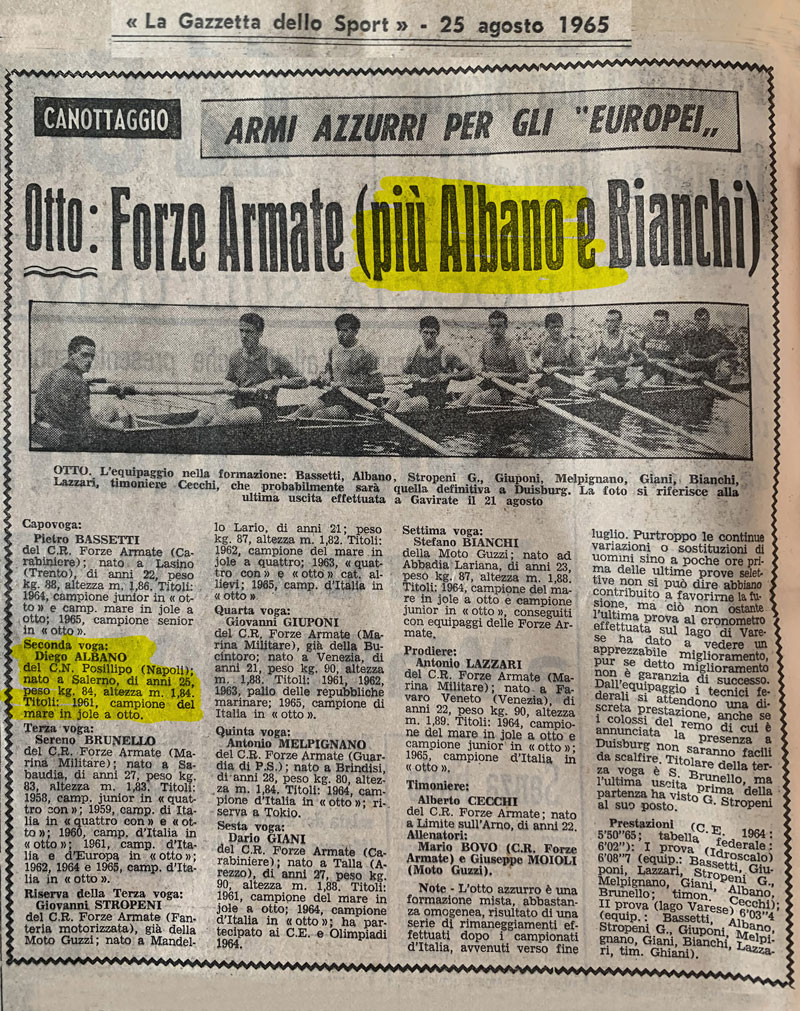 « La Gazzetta dello Sport » - 25 agosto 1965
CANOTTAGGIO
ARMI AZZURRI PER GLI "EUROPEI„
Otto: Forze Armate (più Albano e Bianchi)
OTTO. L'equipaggio nella formazione: Bassetti, Albano, Stropeni G., Giuponi, Melpignano, Giani, Bianchi,
Lazzari, timoniere Cecchi, che probabilmente sarà quella definitiva a Duisburg. La foto si riferisce alla
ultima uscita effettuata a Gavirate il 21 agosto
Capovoga:
Pietro BASSETTI
del C.R. Forze Armate (Ca-
rabiniere); nato a Lasino
(Trento), di anni 22, peso
kg. 88, altezza m. 1,86. Titoli:
1964, campione junior in «ot-
to» e camp. mare in jole a
otto; 1965, campione senior
in «otto».
Seconda voga:
Diego ALBANO
del C.N. Posillipo (Napoli);
nato a Salerno, di anni 25,
peso kg. 84, altezza m. 1,84.
Titoli: 1961, campione del
mare in jole a otto.
Terza voga:
Sereno BRUNELLO
del C.R. Forze Armate (Ma-
rina Militare); nato a Sa-
baudia, di anni 27, peso kg.
83, altezza m. 1,83. Titoli:
1958, camp. junior in «quat-
tro con»; 1959, camp. di Ita-
lia in «quattro con e «ot-
to»; 1960, camp. d'Italia in
«otto»; 1961, camp. d'Ita-
lia e d'Europa in «otto»;
1962, 1964 e 1965, camp. d'Ita-
lia in «otto».
Riserva della Terza voga:
Giovanni STROPENI
del C.R. Forze Armate (Fan-
teria motorizzata), già della
Moto Guzzi; nato a Mandel-
lo Lario, di anni 21; peso
kg. 87, altezza m. 1,82. Titoli:
1962, campione del mare in
jole a quattro; 1963, «quat-
tro con» e «otto» cat. al-
lievi; 1965, camp. d'Italia in
«otto»
Quarta voga:
Giovanni GIUPONI
del C.R. Forze Armate (Ma-
rina Militare), già della Bu-
cintoro; nato a Venezia, di
anni 21, peso kg. 90, altezza
m. 1,88. Titoli: 1961, 1962,
1963, palio delle repubbliche
marinare; 1965, campione di
Italia in «otto».
Quinta voga:
Antonio MELPIGNANO
del C.R. Forze Armate (Guar-
dia di P.S.); nato a Brindisi,
di anni 28, peso kg. 80, altez-
za m. 1,84. Titoli: 1964, cam-
pione d'Italia in «otto»; ri-
serva a Tokio.
Sesta voga:
Dario GIANI
del C.R. Forze Armate (Ca-
rabiniere); nato a Talla (A-
rezzo), di anni 27, peso kg.
90, altezza m. 1,88. Titoli:
1961, campione del mare in
jole a otto; 1964, campione
d'Italia in «otto»; ha par-
tecipato ai C.E. e Olimpiadi
1964.
Settima voga:
Stefano BIANCHI
della Moto Guzzi; nato ad
Abbadia Lariana, di anni 23,
peso kg. 87, altezza m. 1,88.
Titoli: 1964, campione del ma-
re in jole a otto e campione
junior in «otto», conseguiti
con equipaggi delle Forze Ar-
mate.
Prodiere:
Antonio LAZZARI
del C.R. Forze Armate (Ma-
rina Militare); nato a Fa-
varo Veneto (Venezia), di
anni 22, peso kg. 90, altezza
m. 1,89. Titoli: 1964, campio-
ne del mare in jole a otto e
campione junior in «otto»;
1965, campione d'Italia in
«otto».
Timoniere:
Alberto CECCHI
del C.R. Forze Armate; nato
a Limite sull'Arno, di anni 22.
Allenatori:
Mario BOVO (C.R. Forze
Armate) e Giuseppe MOIOLI
(Moto Guzzi).
Note - L'otto azzurro è una
formazione mista, abbastan-
za omogenea, risultato di una
serie di rimaneggiamenti ef-
fettuati dopo i campionati
d'Italia, avvenuti verso fine
luglio. Purtroppo le continue
variazioni o sostituzioni di
uomini sino a poche ore pri-
ma delle ultime prove selet-
tive non si può dire abbiano
contribuito a favorirne la fu-
sione, ma ciò non ostante
l'ultima prova al cronometro
effettuata sul lago di Vare-
se ha dato a vedere un
apprezzabile miglioramento,
pur se detto miglioramento
non è garanzia di successo.
Dall'equipaggio i tecnici fe-
derali si attendono una di-
screta prestazione, anche se
i colossi del remo di cui è
annunciata la presenza a
Duisburg non saranno facili
da scalfire. Titolare della ter-
za voga è S. Brunello, ma
l'ultima uscita prima della
partenza ha visto G. Stropeni
al suo posto.
Prestazioni (C.E. 1964:
5'50"65; tabella federale:
6'02"): I prova (Idroscalo)
6'08"7 (equip.: Bassetti, Giu-
poni, Lazzari, Stropeni G.,
Melpignano, Giani, Albano
Brunello; timon. Cecchi);
II prova (lago Varese) 6'03"4
(equip.: Bassetti, Albano,
Stropeni G., Giuponi, Melpi-
gnano, Giani, Bianchi, Lazza-
ri, tim. Ghiani).